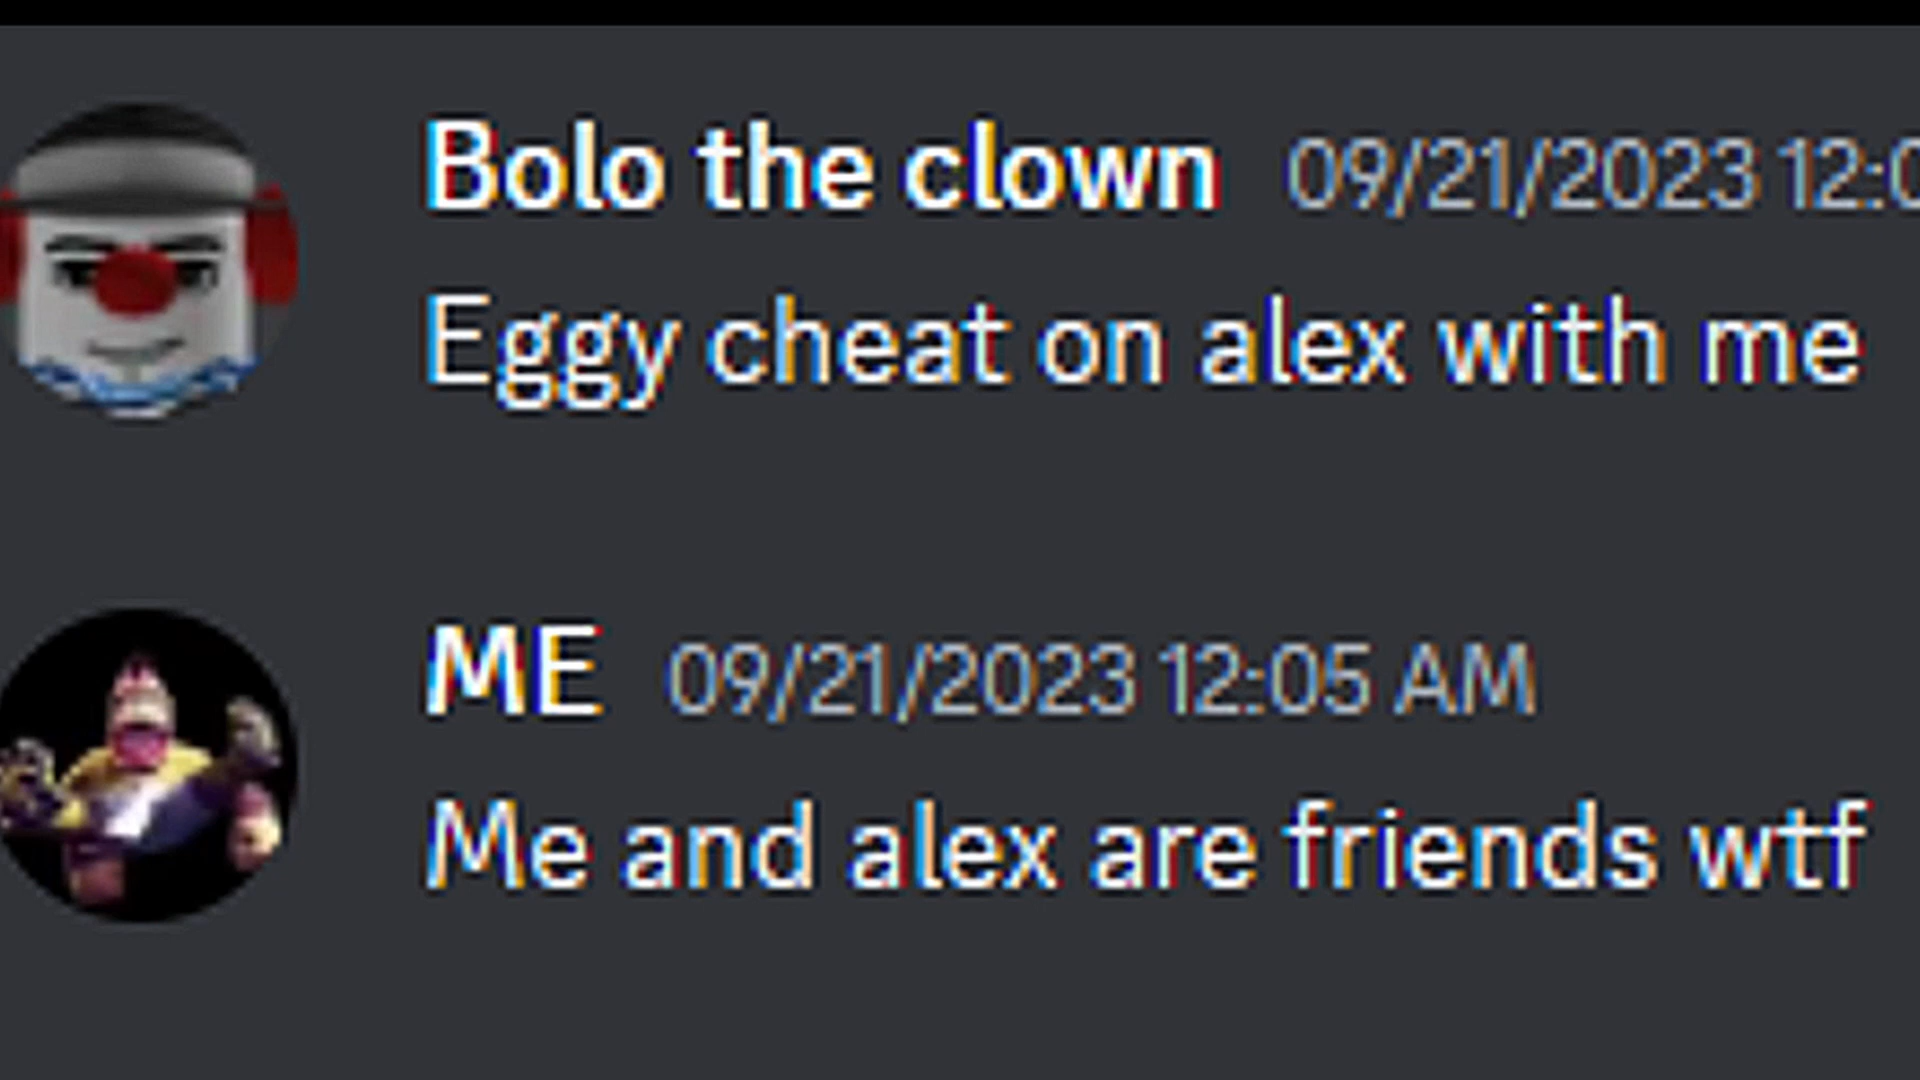 Bolo the clown 09/21/2023 12:0
Eggy cheat on alex with me
ME 09/21/2023 12:05 AM
Me and alex are friends wtf